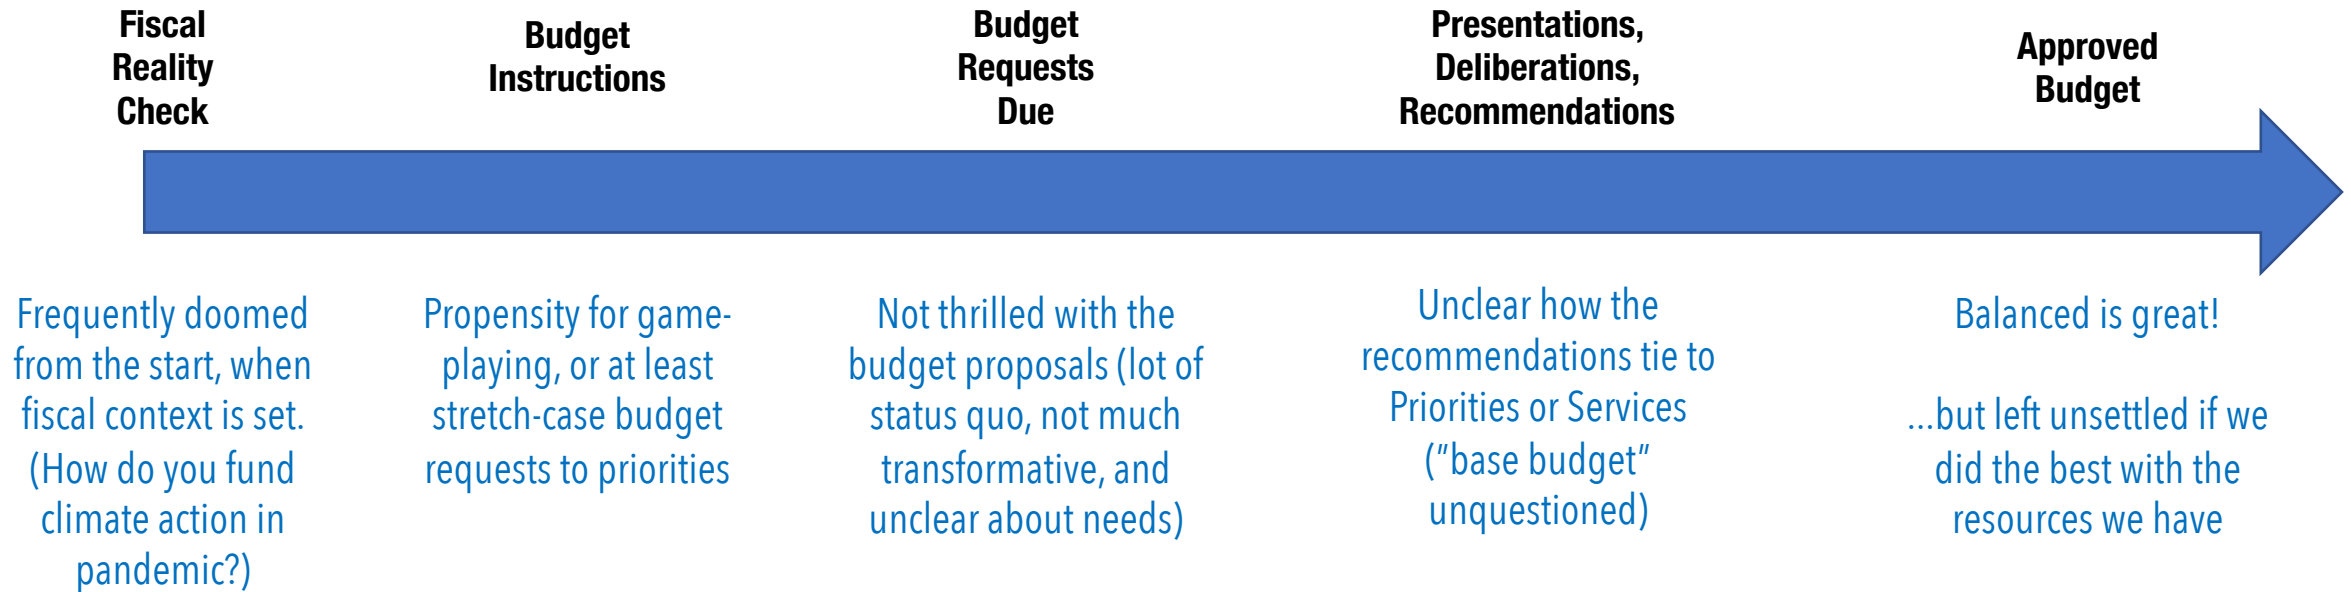 Fiscal
Reality
Check
Budget
Instructions
Budget
Requests
Due
Presentations,
Deliberations,
Recommendations
Approved
Budget
Frequently doomed
from the start, when
fiscal context is set.
(How do you fund
climate action in
pandemic?)
Propensity for game-
playing, or at least
stretch-case budget
requests to priorities
Not thrilled with the
budget proposals (lot of
status quo, not much
transformative, and
unclear about needs)
Unclear how the
recommendations tie to
Priorities or Services
("base budget"
unquestioned)
Balanced is great!
...but left unsettled if we
did the best with the
resources we have